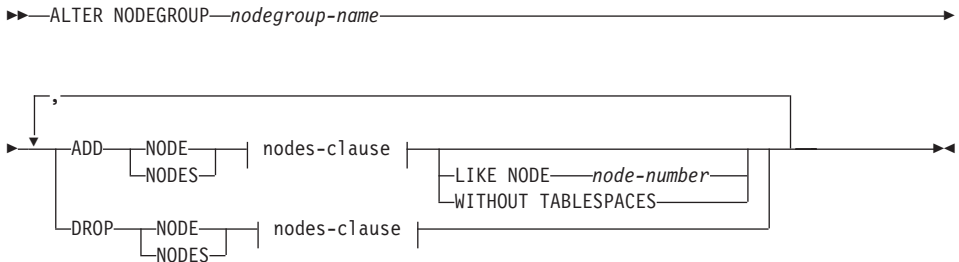 ALTER NODEGROUP nodegroup-name
,
ADD NODE nodes-clause
NODES LIKE NODE node-number
WITHOUT TABLESPACES
DROP NODE nodes-clause
NODES